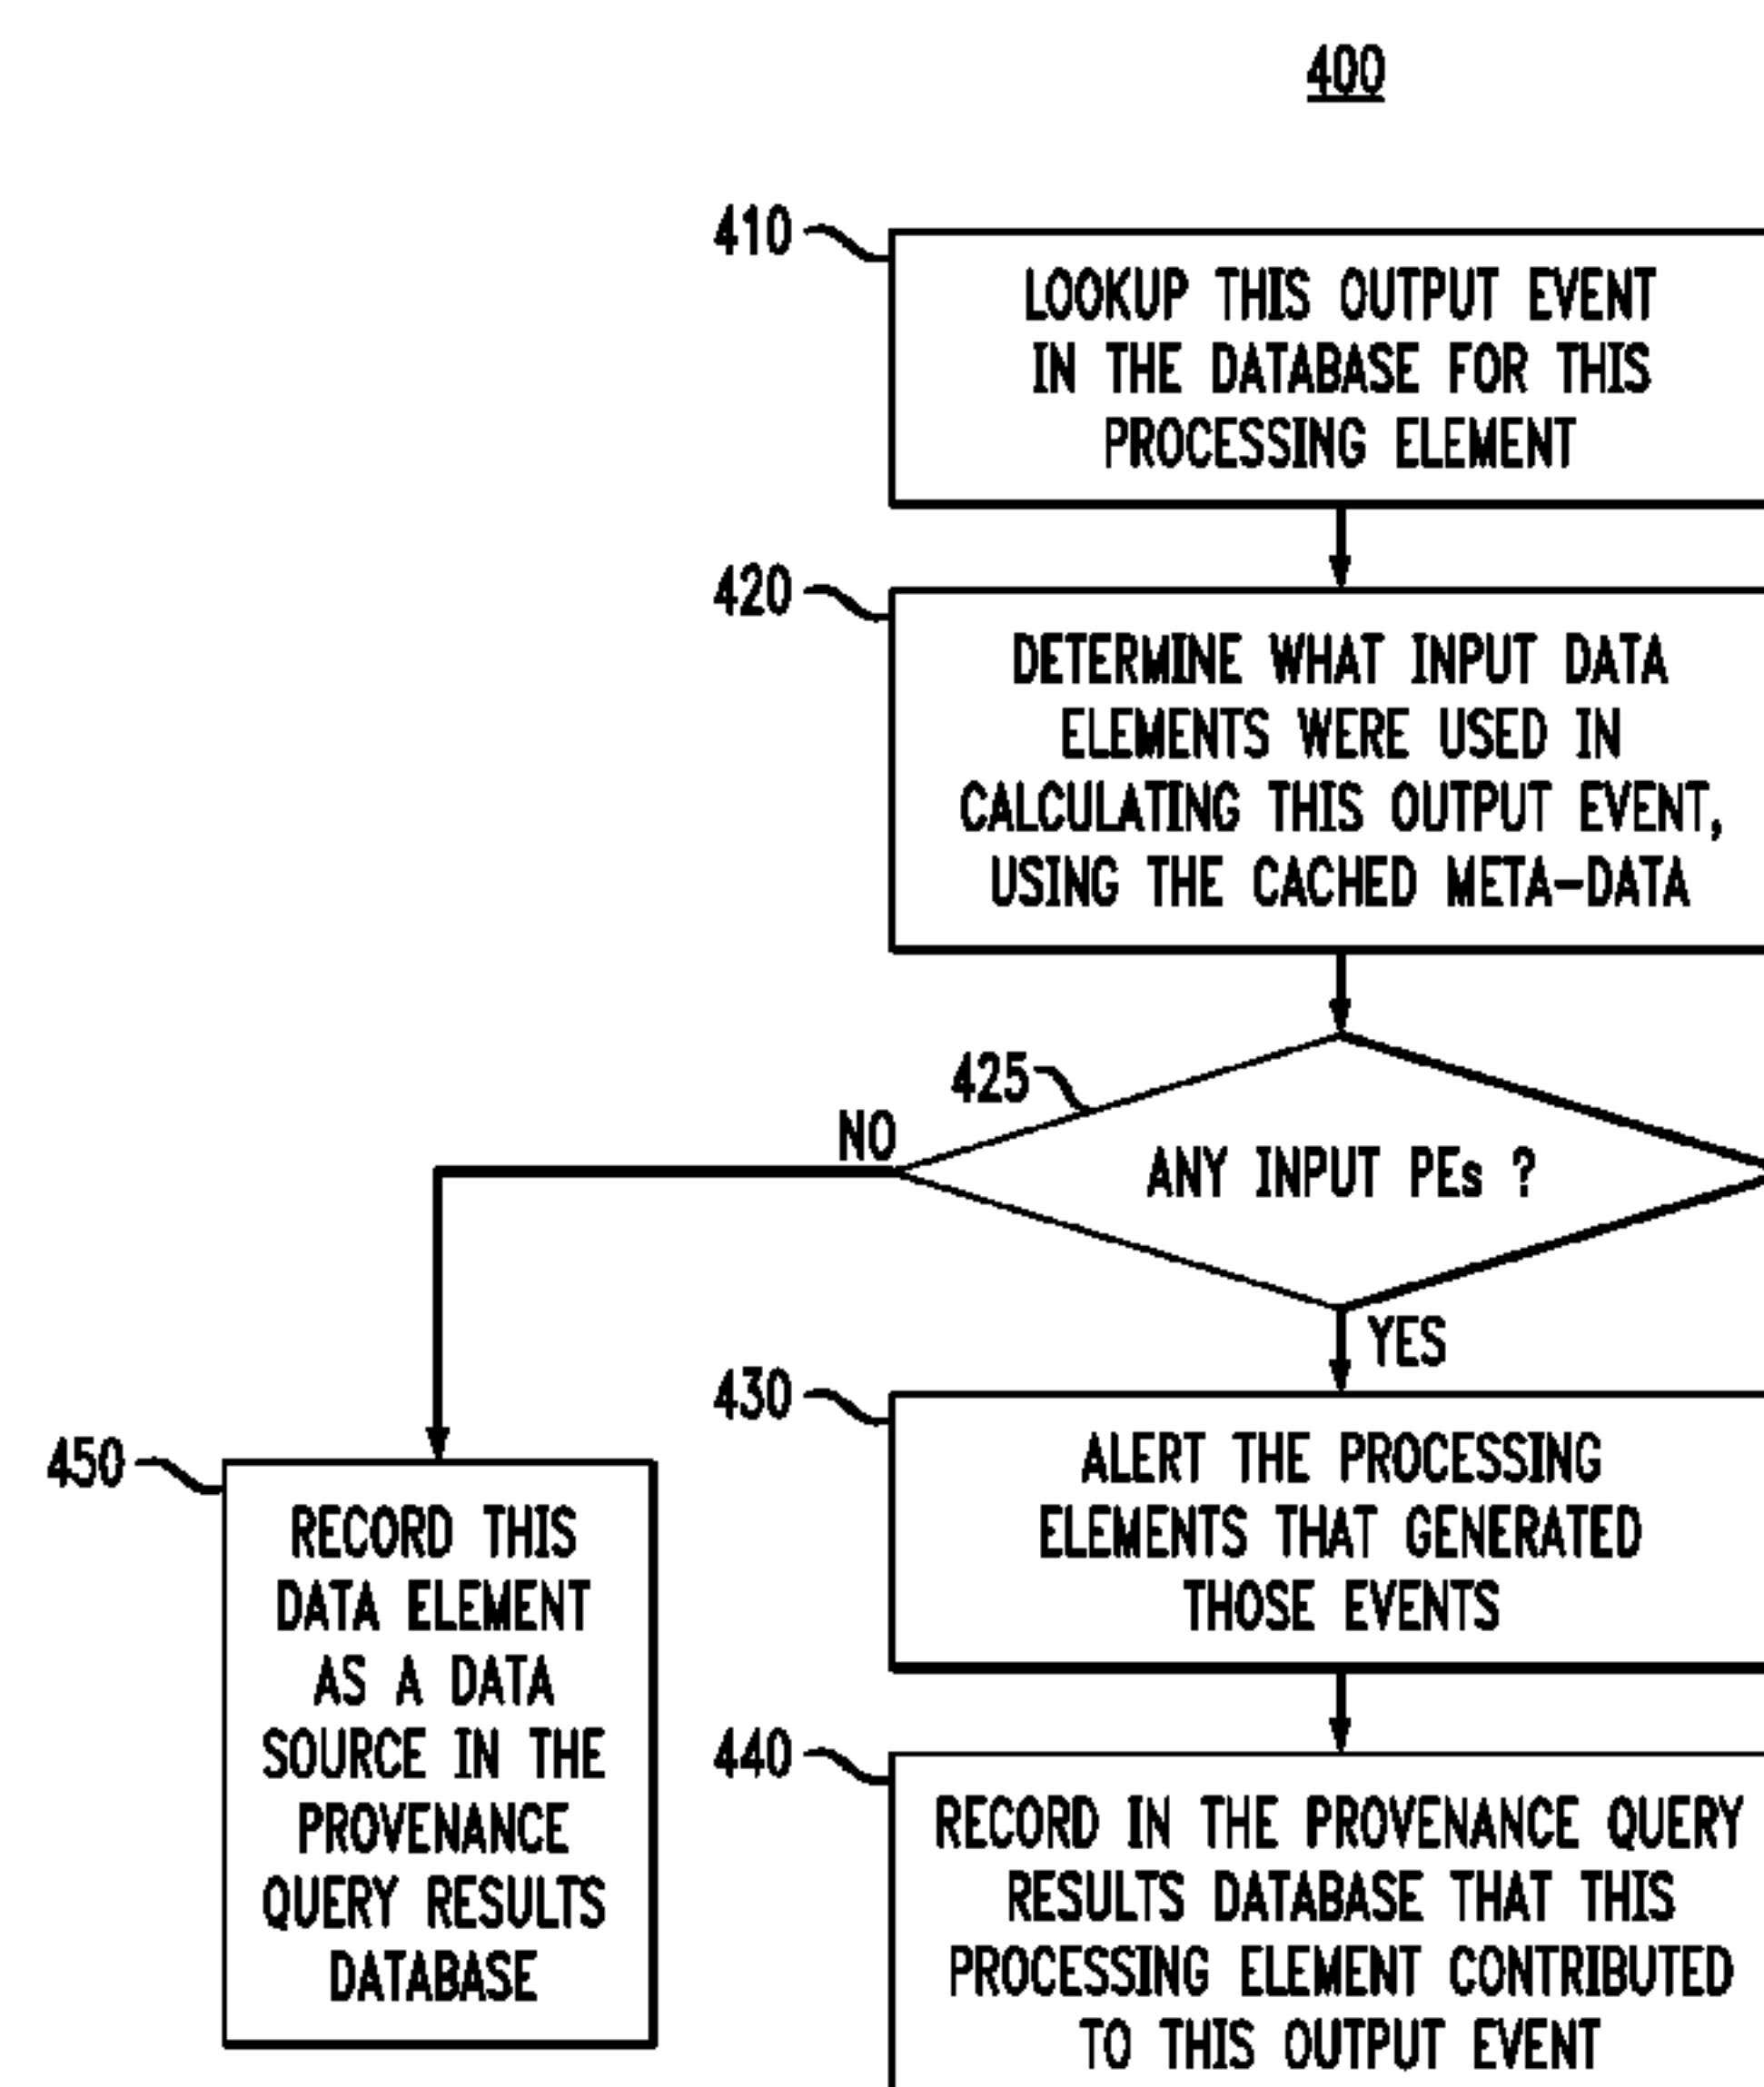 400
410
LOOKUP THIS OUTPUT EVENT
IN THE DATABASE FOR THIS
PROCESSING ELEMENT
420
DETERMINE WHAT INPUT DATA
ELEMENTS WERE USED IN
CALCULATING THIS OUTPUT EVENT,
USING THE CACHED META-DATA
425
NO
ANY INPUT PEs ?
YES
430
ALERT THE PROCESSING
ELEMENTS THAT GENERATED
THOSE EVENTS
450
RECORD THIS
DATA ELEMENT
AS A DATA
SOURCE IN THE
PROVENANCE
QUERY RESULTS
DATABASE
440
RECORD IN THE PROVENANCE QUERY
RESULTS DATABASE THAT THIS
PROCESSING ELEMENT CONTRIBUTED
TO THIS OUTPUT EVENT